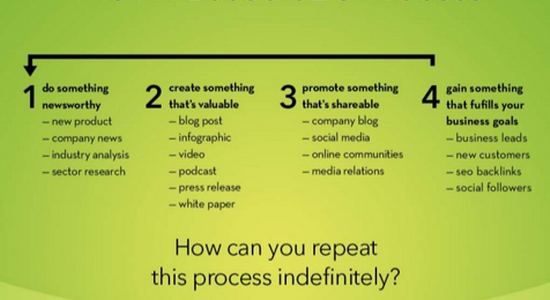 1 do something
newsworthy
– new product
– company news
– industry analysis
– sector research
2 create something
that's valuable
– blog post
– infographic
– video
– podcast
– press release
– white paper
3 promote something
that's shareable
– company blog
– social media
– online communities
– media relations
4 gain something
that fufills your
business goals
– business leads
– new customers
– seo backlinks
– social followers
How can you repeat
this process indefinitely?